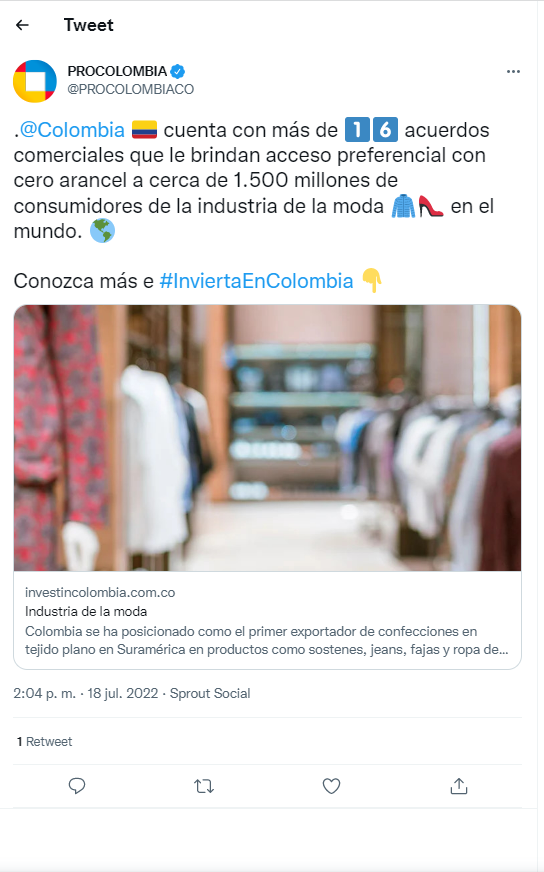 Tweet
PROCOLOMBIA
@PROCOLOMBIACO
.@Colombia 🇨🇴 cuenta con más de 1️⃣6️⃣ acuerdos
comerciales que le brindan acceso preferencial con
cero arancel a cerca de 1.500 millones de
consumidores de la industria de la moda 🧥👠 en el
mundo. 🌎
Conozca más e #InviertaEnColombia 👇
investincolombia.com.co
Industria de la moda
Colombia se ha posicionado como el primer exportador de confecciones en
tejido plano en Suramérica en productos como sostenes, jeans, fajas y ropa de...
2:04 p. m. · 18 jul. 2022 · Sprout Social
1 Retweet